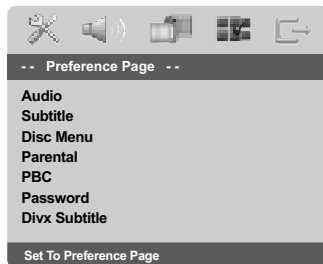 - - Preference Page - -
Audio
Subtitle
Disc Menu
Parental
PBC
Password
Divx Subtitle
Set To Preference Page